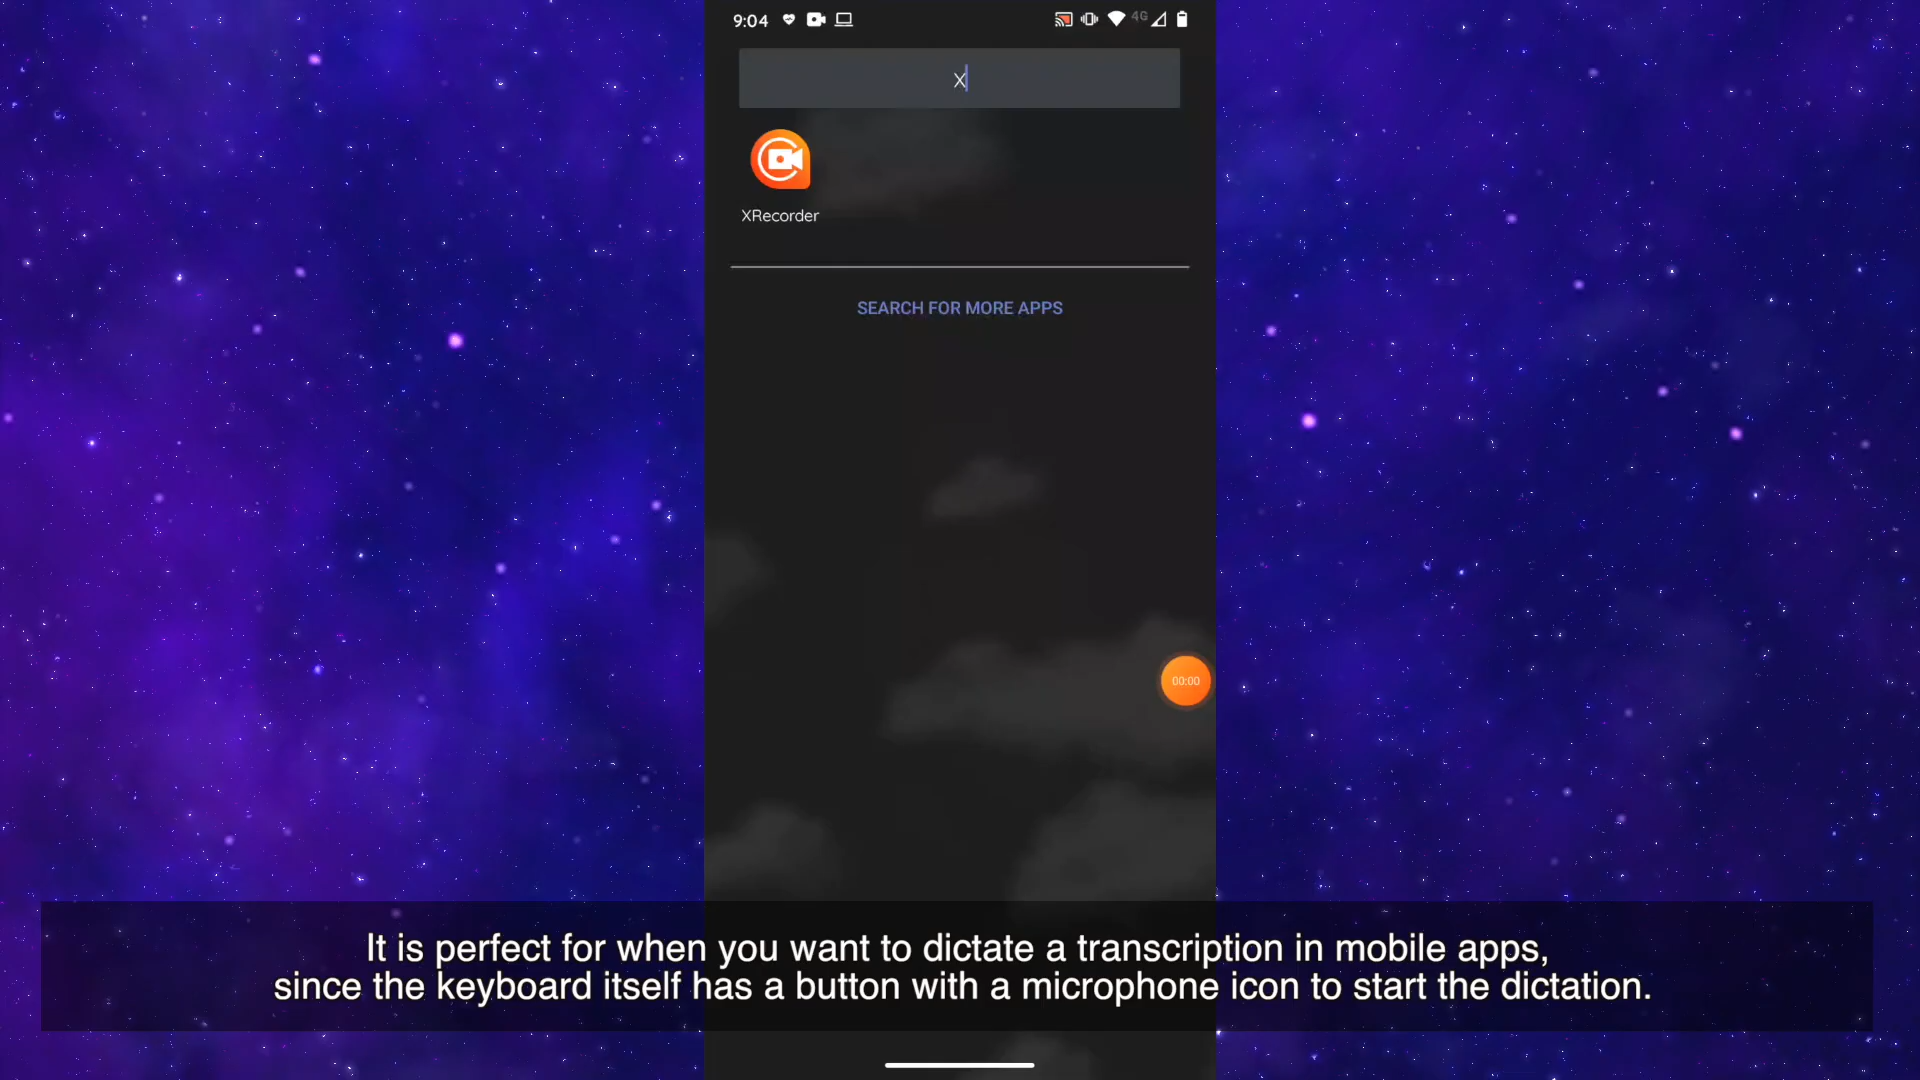 9:04
4G
X
XRecorder
SEARCH FOR MORE APPS
00:00
It is perfect for when you want to dictate a transcription in mobile apps,
since the keyboard itself has a button with a microphone icon to start the dictation.